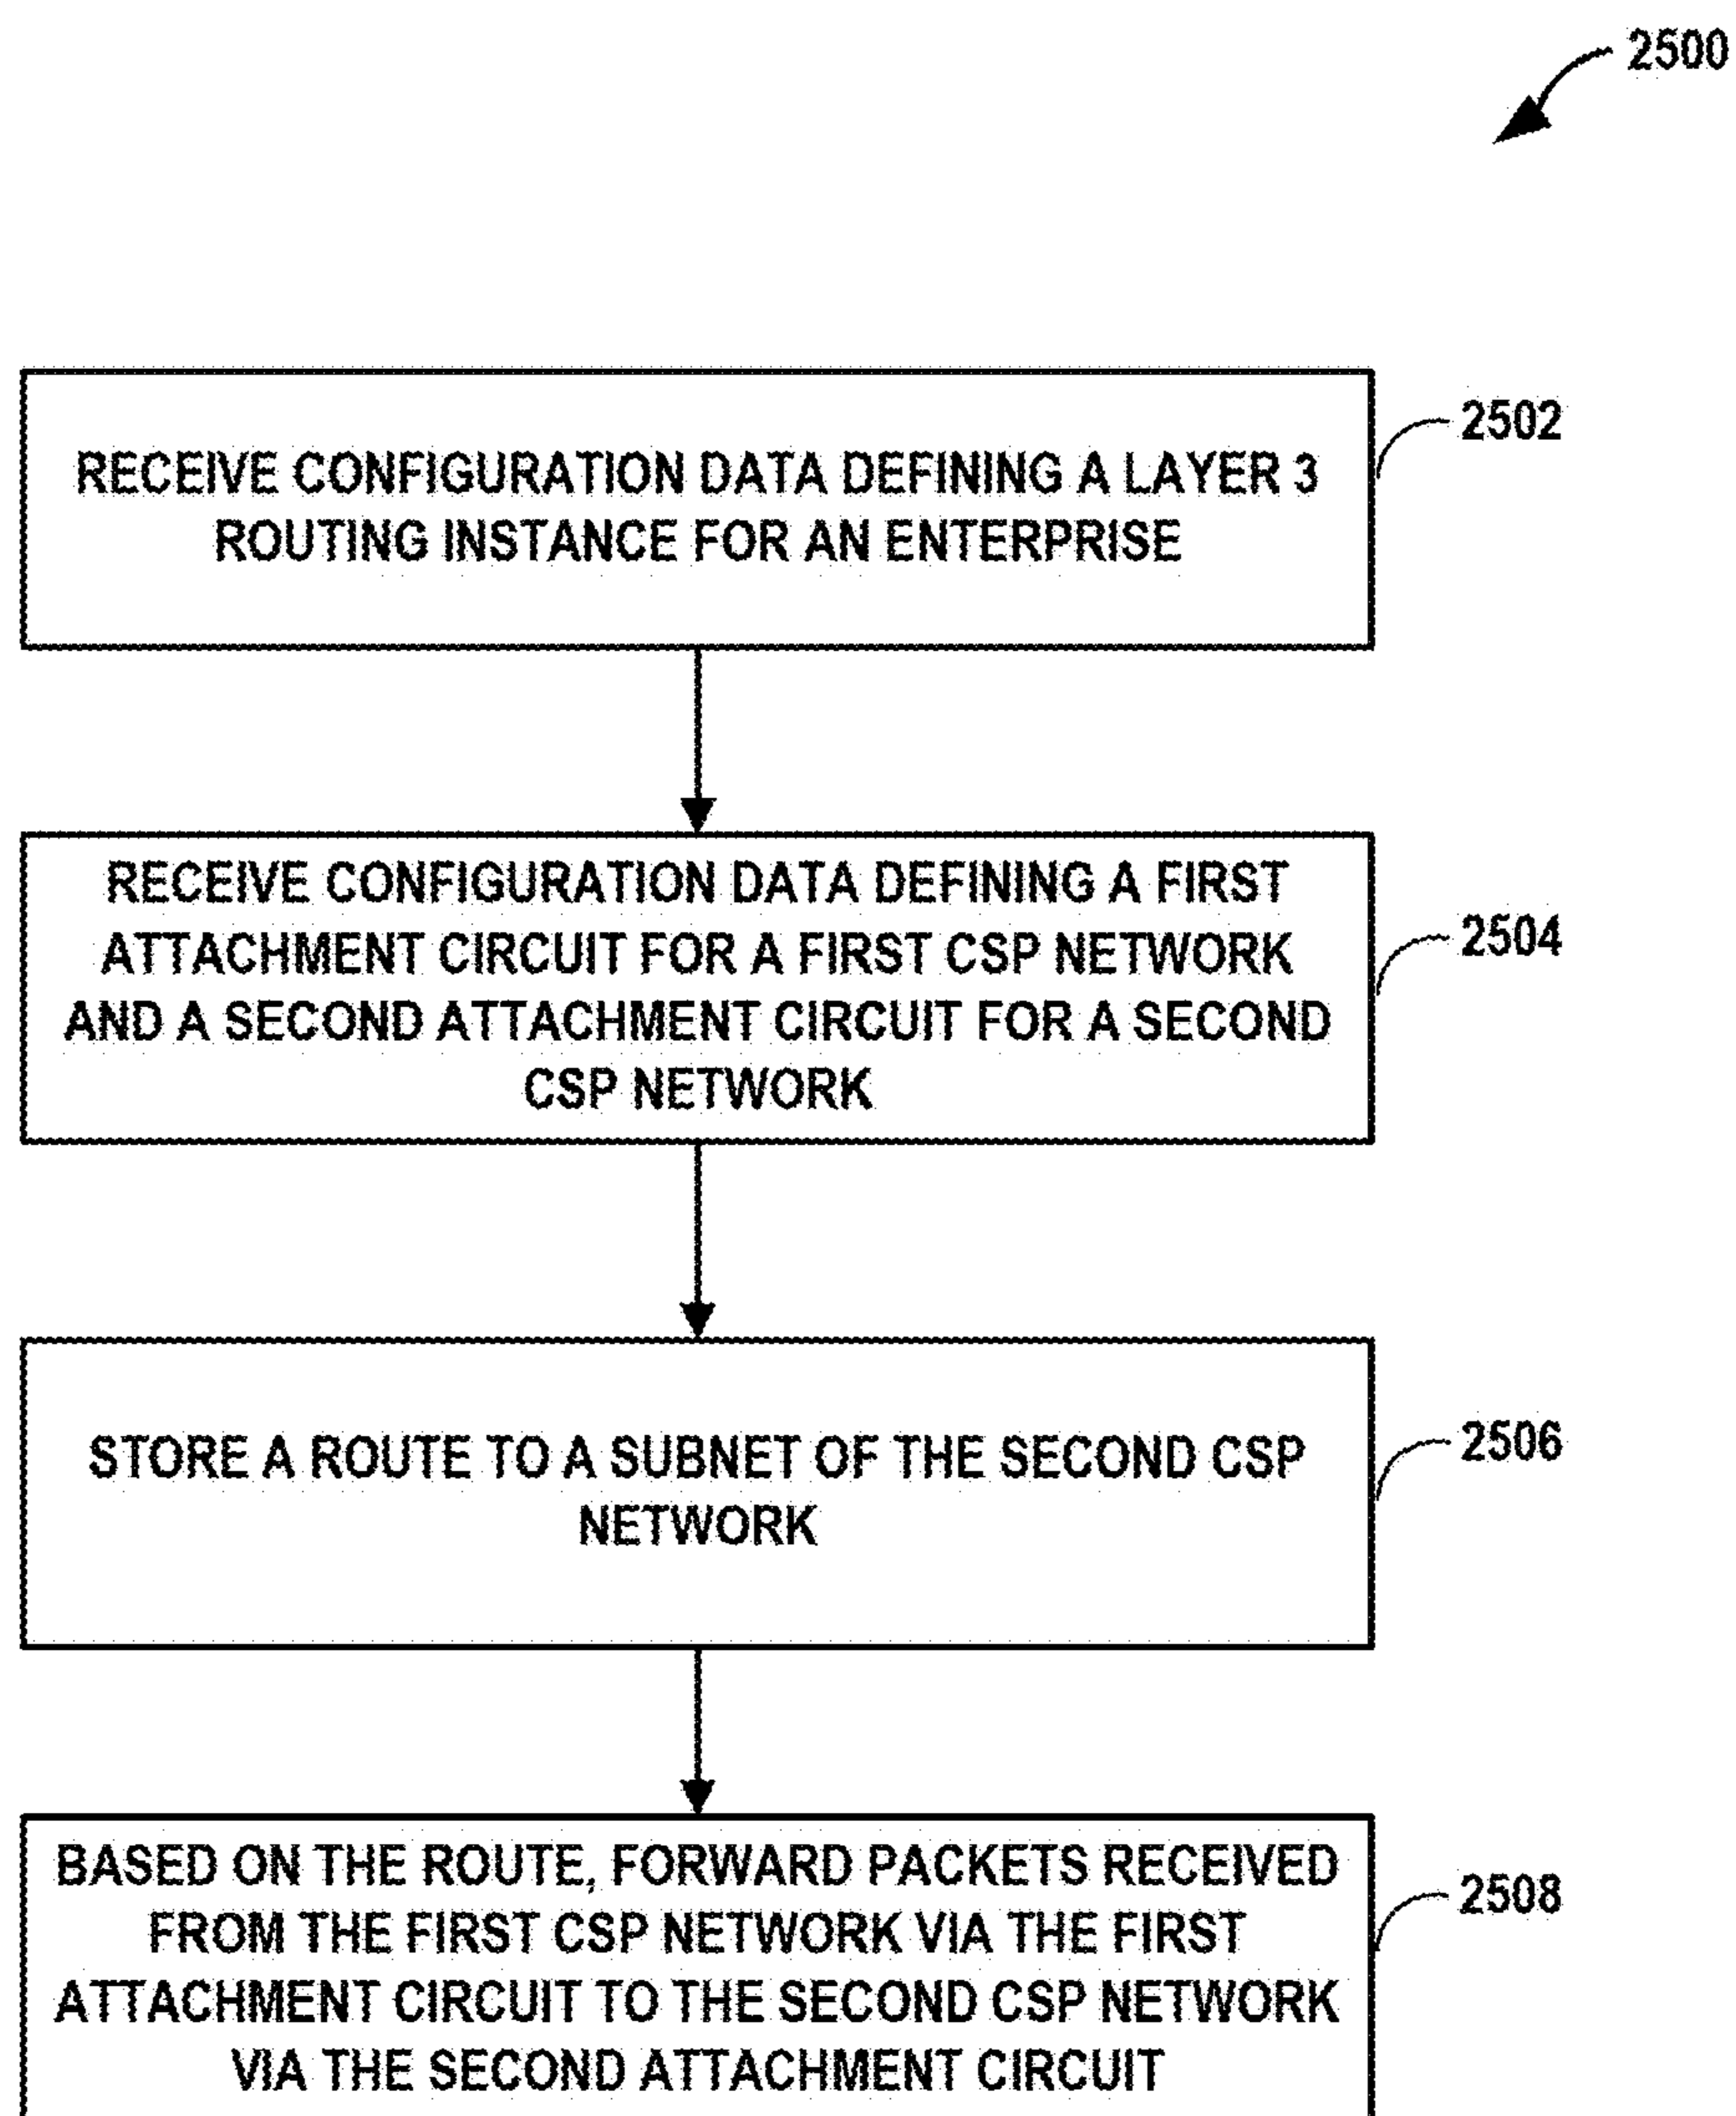 2500
RECEIVE CONFIGURATION DATA DEFINING A LAYER 3
ROUTING INSTANCE FOR AN ENTERPRISE
2502
RECEIVE CONFIGURATION DATA DEFINING A FIRST
ATTACHMENT CIRCUIT FOR A FIRST CSP NETWORK
AND A SECOND ATTACHMENT CIRCUIT FOR A SECOND
CSP NETWORK
2504
STORE A ROUTE TO A SUBNET OF THE SECOND CSP
NETWORK
2506
BASED ON THE ROUTE, FORWARD PACKETS RECEIVED
FROM THE FIRST CSP NETWORK VIA THE FIRST
ATTACHMENT CIRCUIT TO THE SECOND CSP NETWORK
VIA THE SECOND ATTACHMENT CIRCUIT
2508